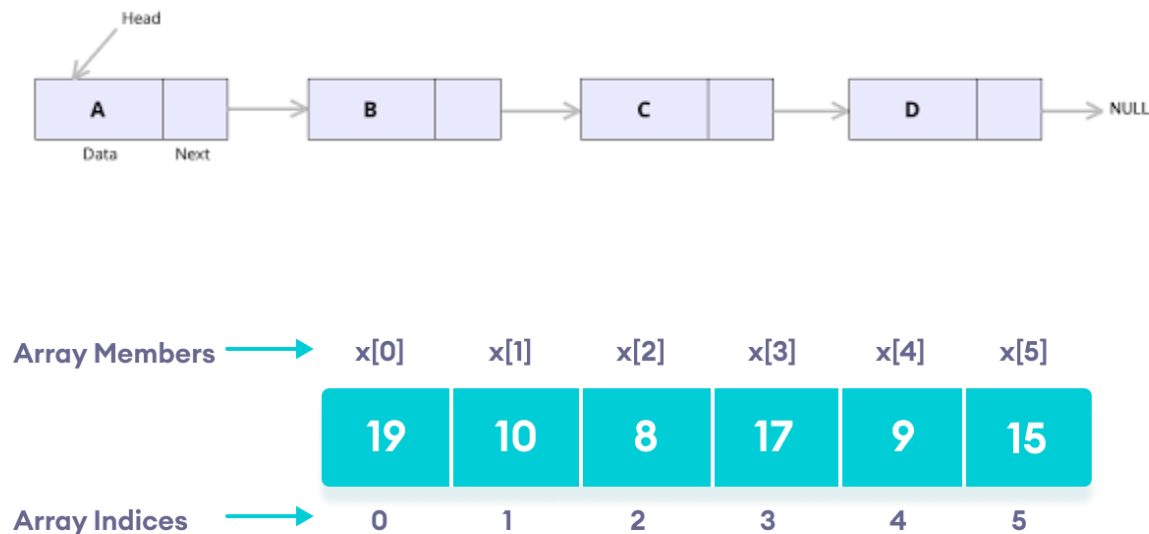 Head
A B C D NULL
Data Next
Array Members x[0] x[1] x[2] x[3] x[4] x[5]
19 10 8 17 9 15
Array Indices 0 1 2 3 4 5